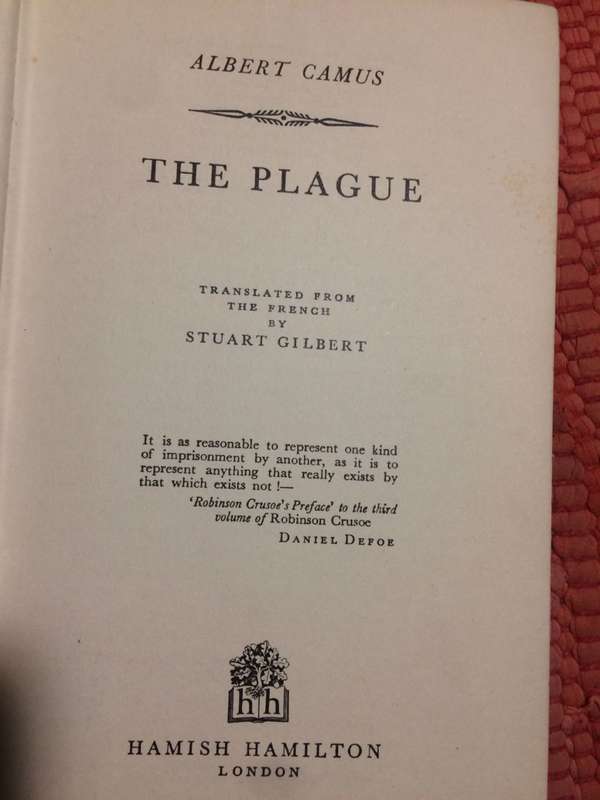 ALBERT CAMUS
THE PLAGUE
TRANSLATED FROM
THE FRENCH
BY
STUART GILBERT
It is as reasonable to represent one kind
of imprisonment by another, as it is to
represent anything that really exists by
that which exists not !—
'Robinson Crusoe's Preface' to the third
volume of Robinson Crusoe
DANIEL DEFOE
h h
HAMISH HAMILTON
LONDON